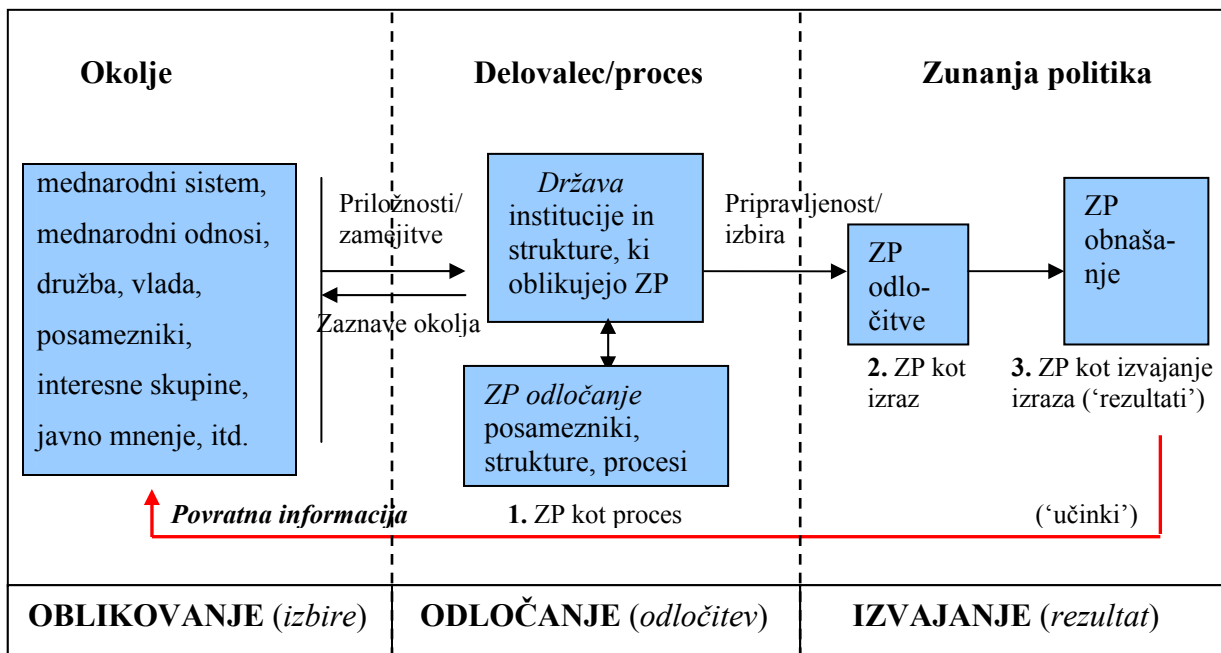 Okolje
Delovalec/proces
Zunanja politika
mednarodni sistem,
mednarodni odnosi,
družba, vlada,
posamezniki,
interesne skupine,
javno mnenje, itd.
Priložnosti/
zamejitve
Zaznave okolja
Država
institucije in
strukture, ki
oblikujejo ZP
ZP odločanje
posamezniki,
strukture, procesi
1. ZP kot proces
Pripravljenost/
izbira
ZP
odlo-
čitve
2. ZP kot
izraz
ZP
obnaša-
nje
3. ZP kot izvajanje
izraza (‘rezultati’)
Povratna informacija
(‘učinki’)
OBLIKOVANJE (izbire)
ODLOČANJE (odločitev)
IZVAJANJE (rezultat)